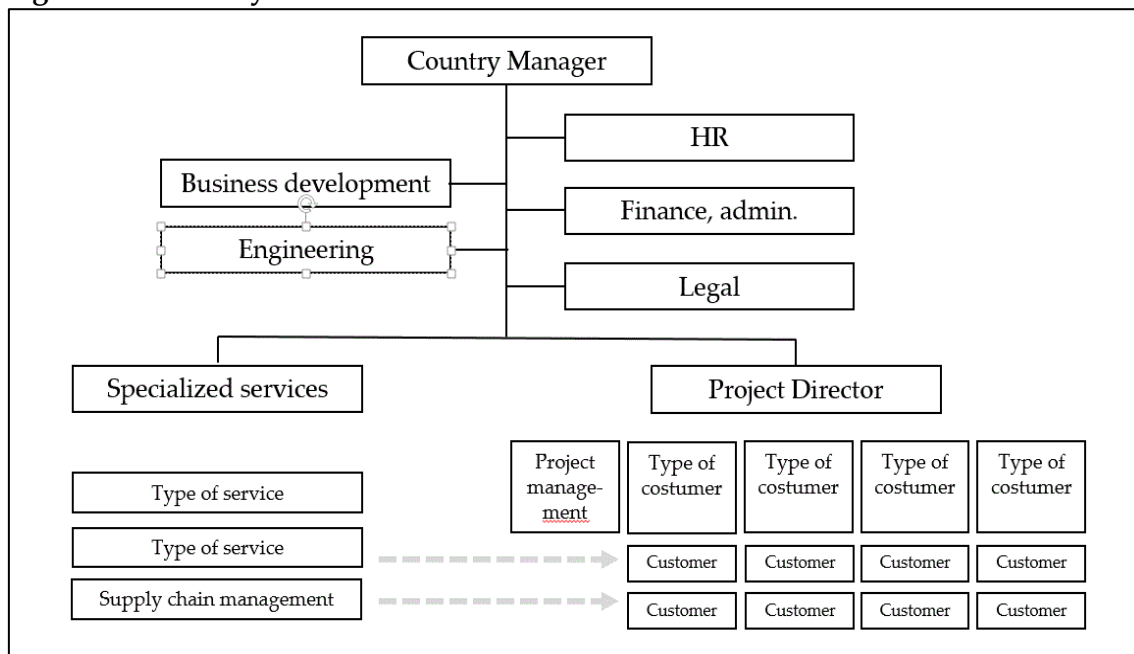 Country Manager
HR
Business development
Finance, admin.
Engineering
Legal
Specialized services
Project Director
Project
manage-
ment
Type of
costumer
Type of
costumer
Type of
costumer
Type of
costumer
Type of service
Type of service
Customer
Customer
Customer
Customer
Supply chain management
Customer
Customer
Customer
Customer